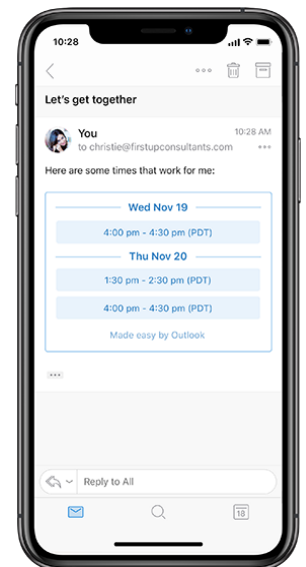 10:28
Let's get together
You
10:28 AM
to christie@firstupconsultants.com
Here are some times that work for me:
Wed Nov 19
4:00 pm - 4:30 pm (PDT)
Thu Nov 20
1:30 pm - 2:30 pm (PDT)
4:00 pm - 4:30 pm (PDT)
Made easy by Outlook
Reply to All
18